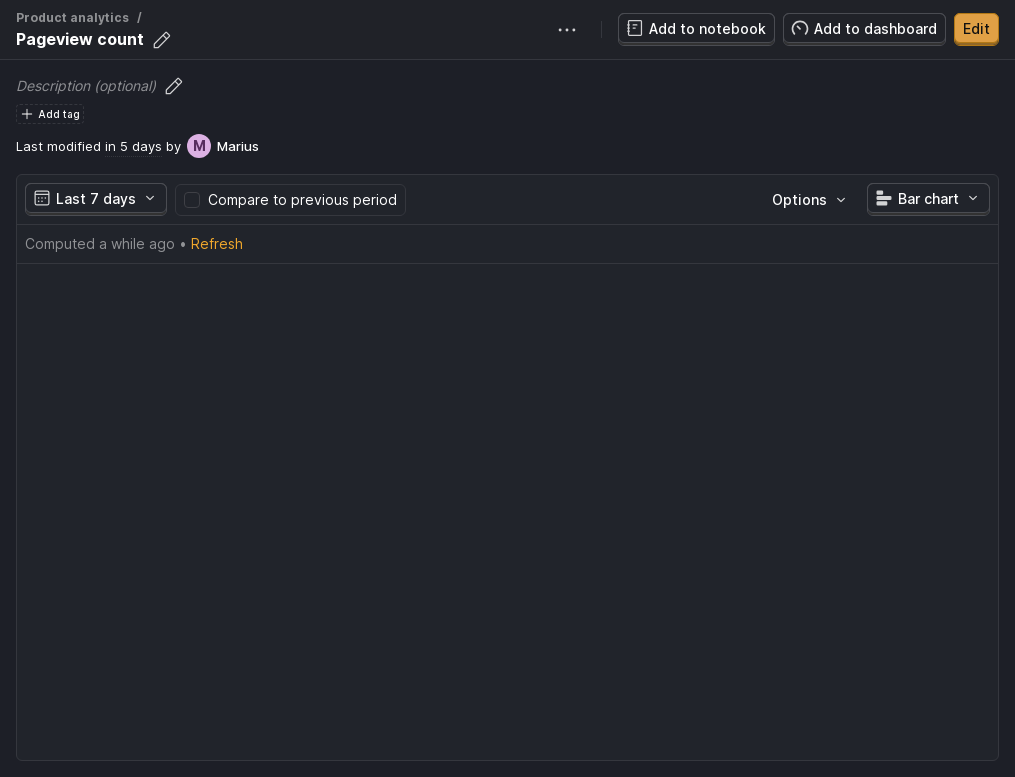 Product analytics /
Pageview count
Add to notebook
Add to dashboard
Edit
Description (optional)
Add tag
Last modified in 5 days by M Marius
Last 7 days
Compare to previous period
Options
Bar chart
Computed a while ago • Refresh